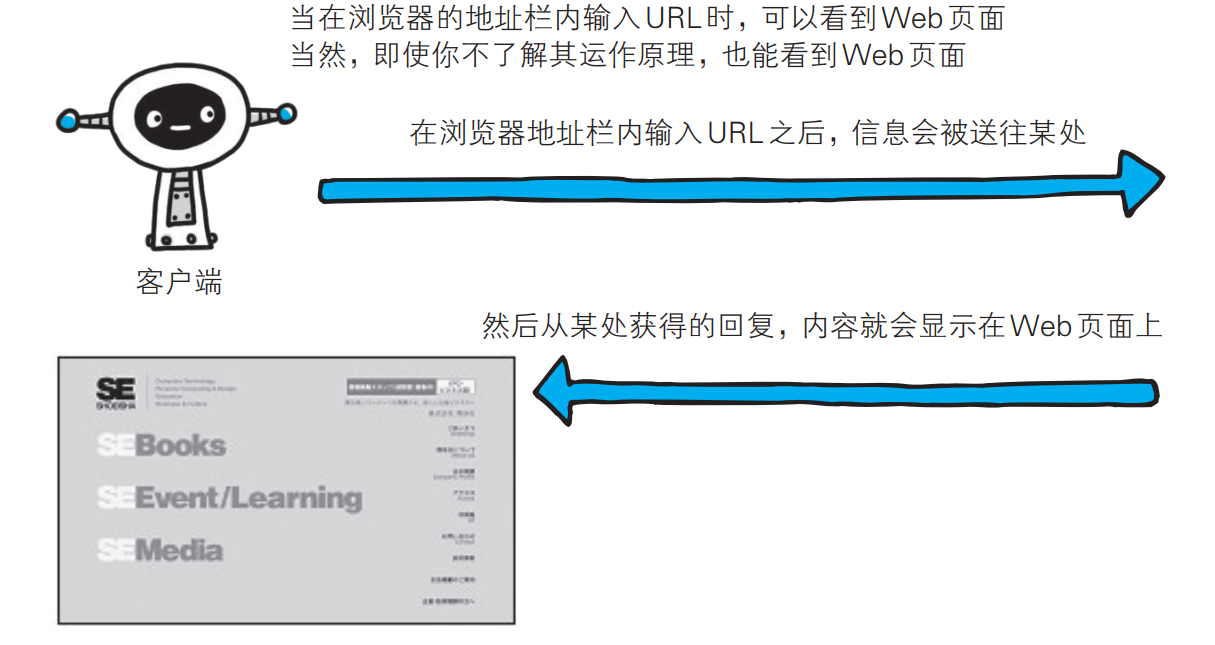 当在浏览器的地址栏内输入URL时，可以看到Web页面
当然，即使你不了解其运作原理，也能看到Web页面
在浏览器地址栏内输入URL之后，信息会被送往某处
客户端
然后从某处获得的回复，内容就会显示在Web页面上
SE
SHOEISHA
Computer Technology
Personal Computing & Design
Education
Business & Culture
SEBooks
SEEvent/Learning
SEMedia